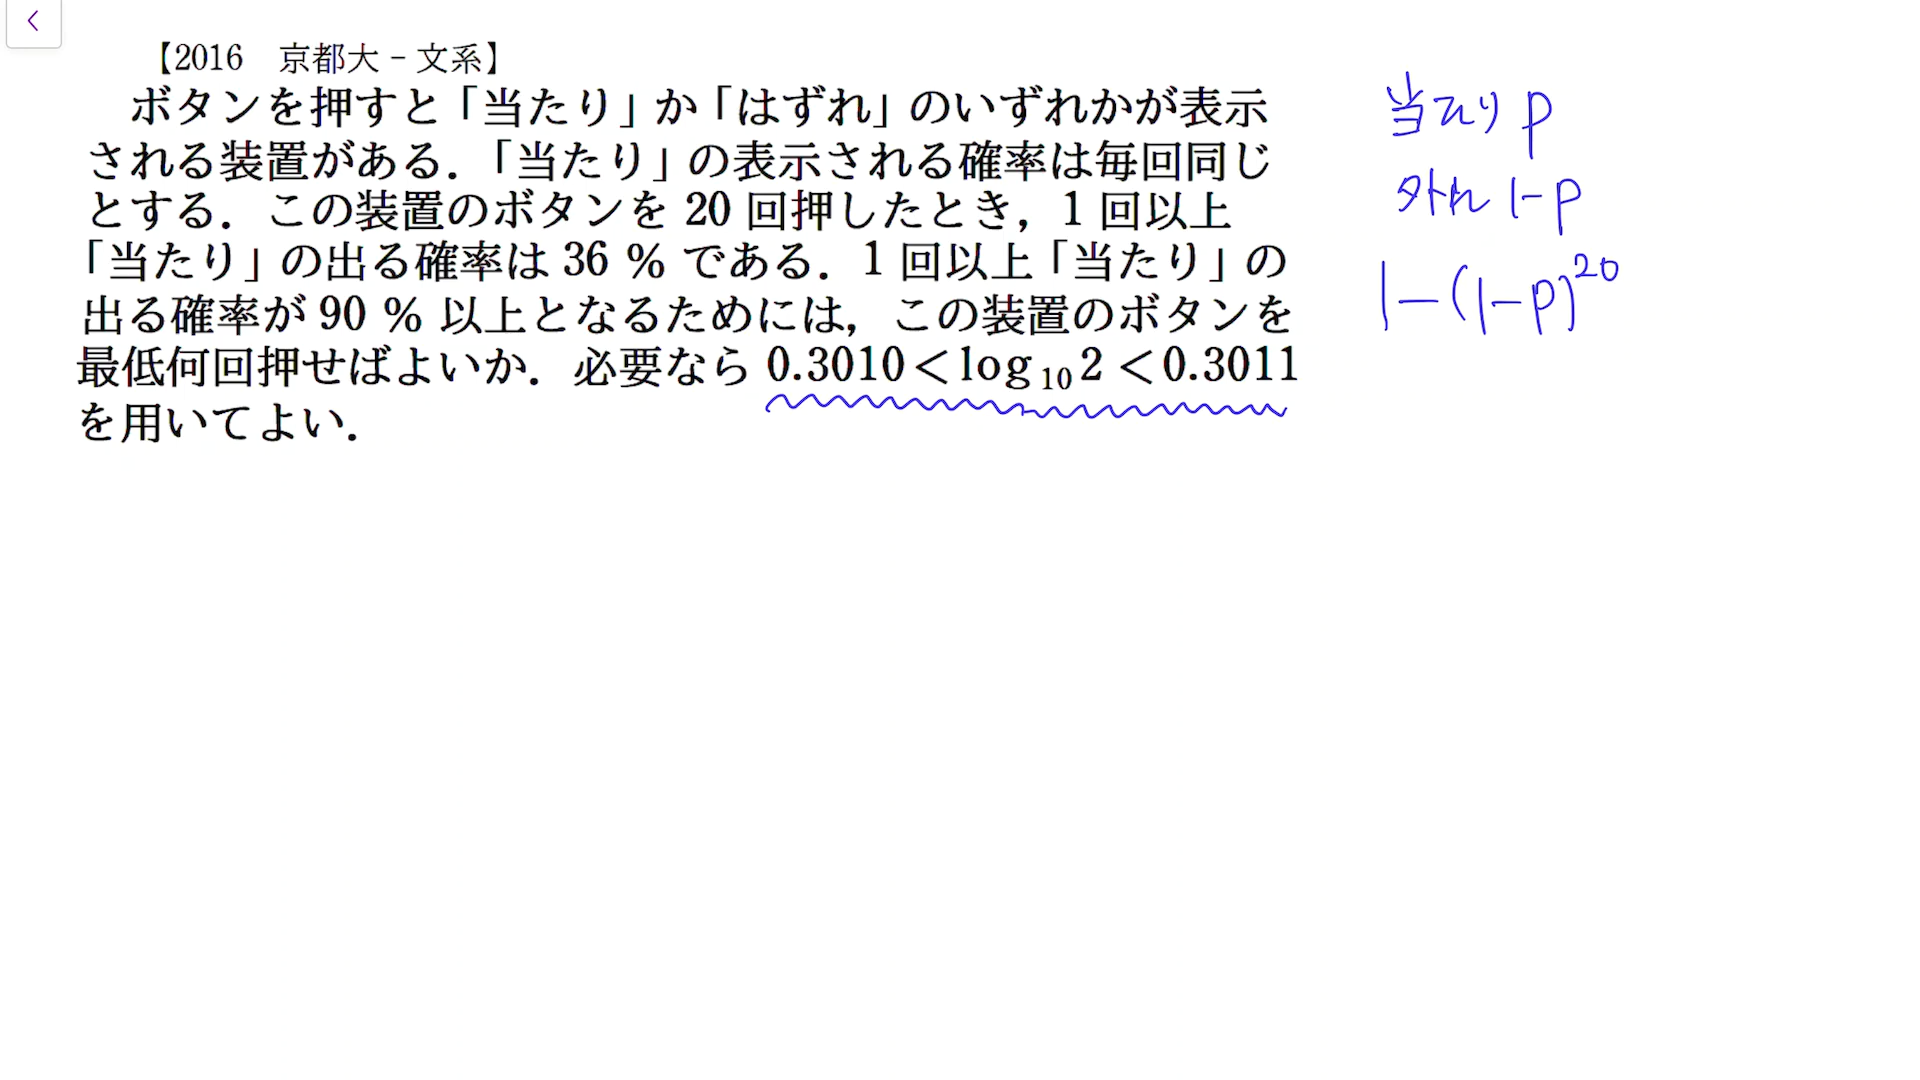 【2016 京都大 - 文系】
ボタンを押すと「当たり」か「はずれ」のいずれかが表示
される装置がある．「当たり」の表示される確率は毎回同じ
とする．この装置のボタンを 20 回押したとき，1 回以上
「当たり」の出る確率は 36 % である．1 回以上「当たり」の
出る確率が 90 % 以上となるためには，この装置のボタンを
最低何回押せばよいか．必要なら 0.3010＜log₁₀2＜0.3011
を用いてよい．
当たり p
外れ 1-p
1-(1-p)²⁰